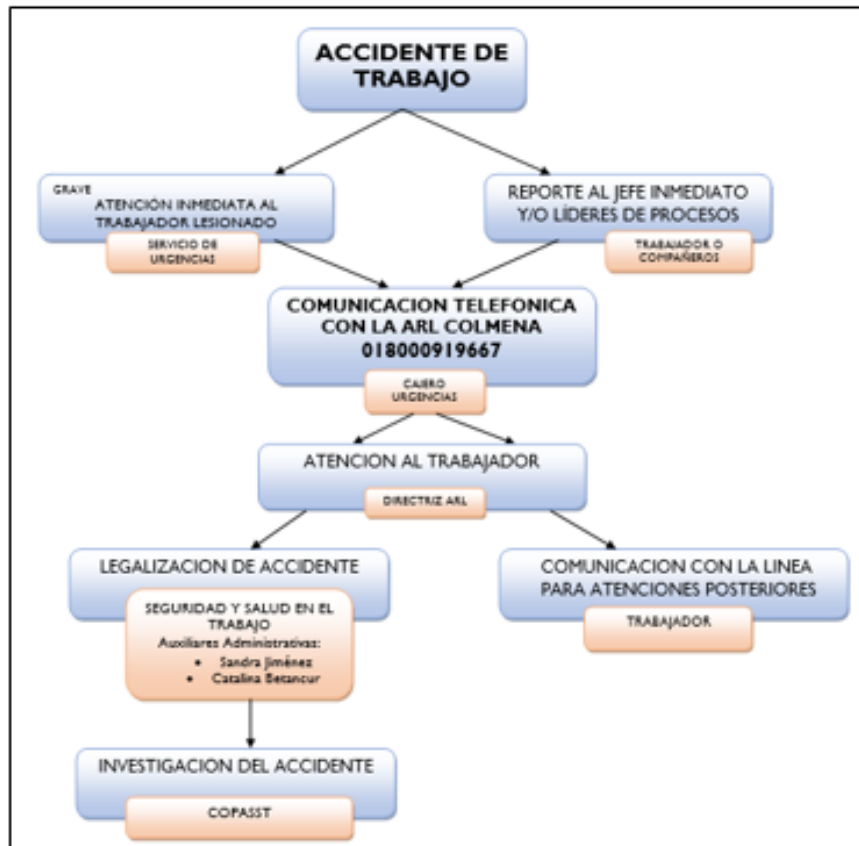 ACCIDENTE DE
TRABAJO
GRAVE
ATENCIÓN INMEDIATA AL
TRABAJADOR LESIONADO
SERVICIO DE
URGENCIAS
REPORTE AL JEFE INMEDIATO
Y/O LÍDERES DE PROCESOS
TRABAJADOR O
COMPAÑEROS
COMUNICACION TELEFONICA
CON LA ARL COLMENA
018000919667
CAJERO
URGENCIAS
ATENCION AL TRABAJADOR
DIRECTRIZ ARL
LEGALIZACION DE ACCIDENTE
SEGURIDAD Y SALUD EN EL
TRABAJO
Auxiliares Administrativas:
• Sandra Jiménez
• Catalina Betancur
COMUNICACION CON LA LINEA
PARA ATENCIONES POSTERIORES
TRABAJADOR
INVESTIGACION DEL ACCIDENTE
COPASST